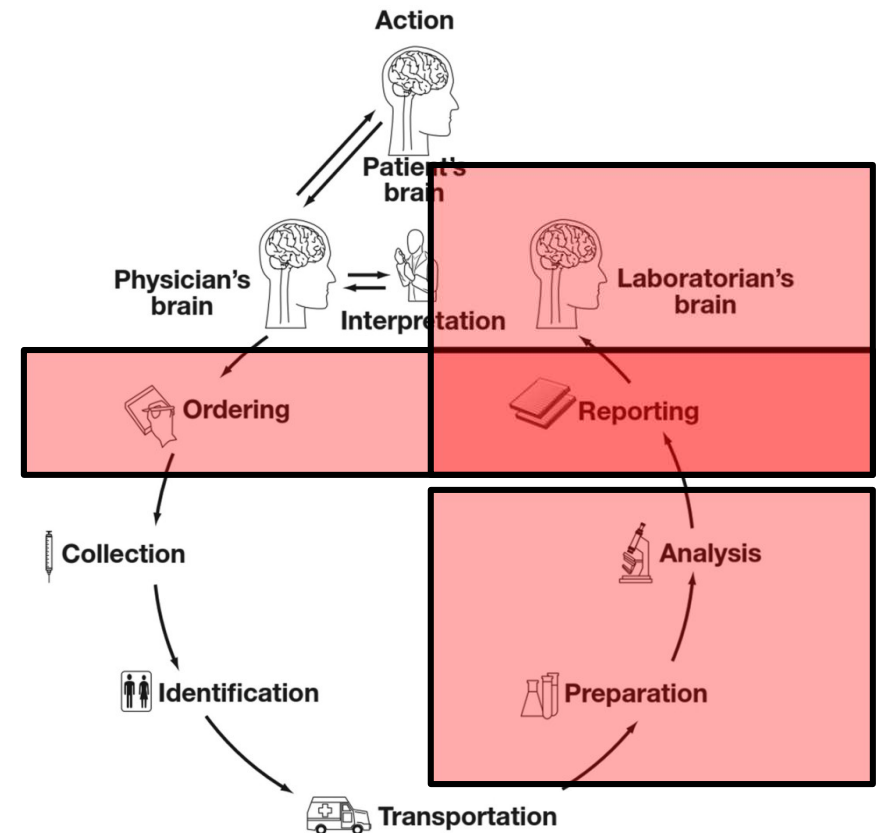 Action
Patient's
brain
Physician's
brain
Interpretation
Laboratorian's
brain
Ordering
Reporting
Collection
Analysis
Identification
Preparation
Transportation